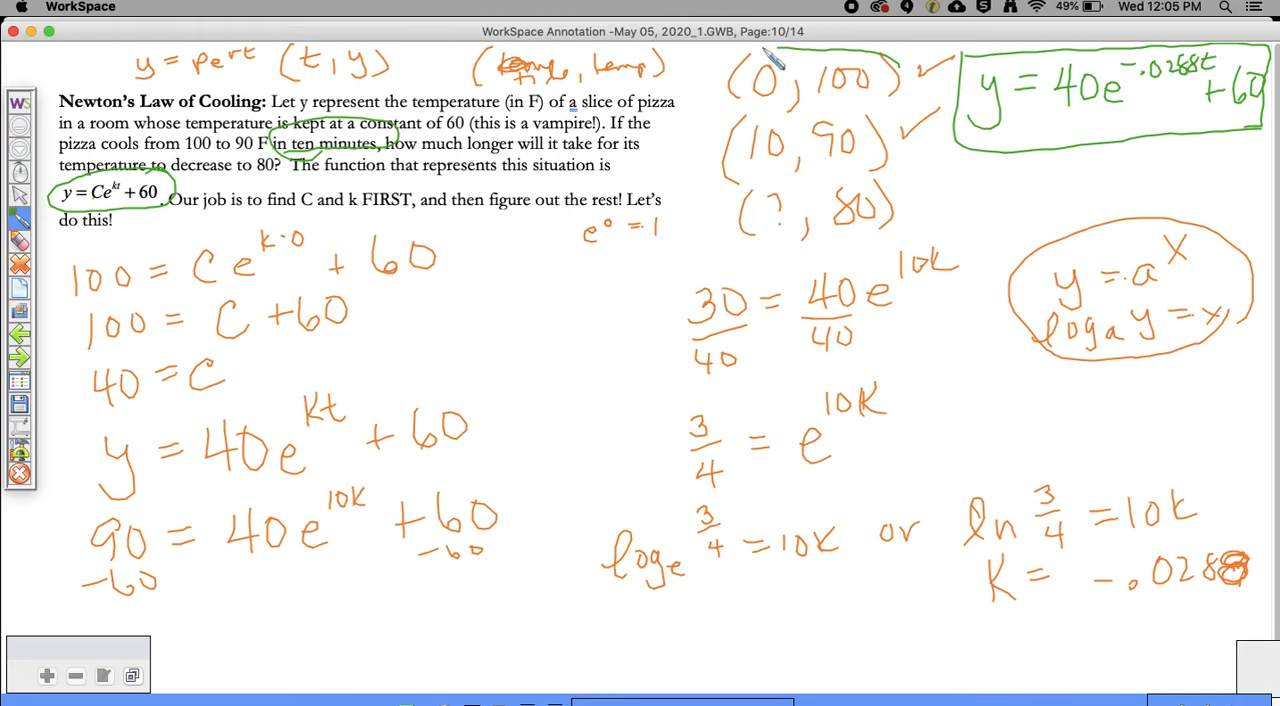 WorkSpace
49%
Wed 12:05 PM
WorkSpace Annotation -May 05, 2020_1.GWB, Page:10/14
y = pert (t, y)
temp)
Newton's Law of Cooling: Let y represent the temperature (in F) of a slice of pizza
in a room whose temperature is kept at a constant of 60 (this is a vampire!). If the
pizza cools from 100 to 90 F in ten minutes, how much longer will it take for its
temperature to decrease to 80? The function that represents this situation is
y = Ce^kt + 60 . Our job is to find C and k FIRST, and then figure out the rest! Let's
do this!
100 = Ce^k·0 + 60
100 = C + 60
40 = C
y = 40e^kt + 60
90 = 40e^10k + 60
-60 -60
(0, 100) ✓
(10, 90) ✓
(?, 80)
e^0 = 1
30 = 40e^10k
40 40
3/4 = e^10k
log_e 3/4 = 10k or ln 3/4 = 10k
k = -.0288
y = 40e^-.0288t + 60
y = a^x
log_a y = x
WS